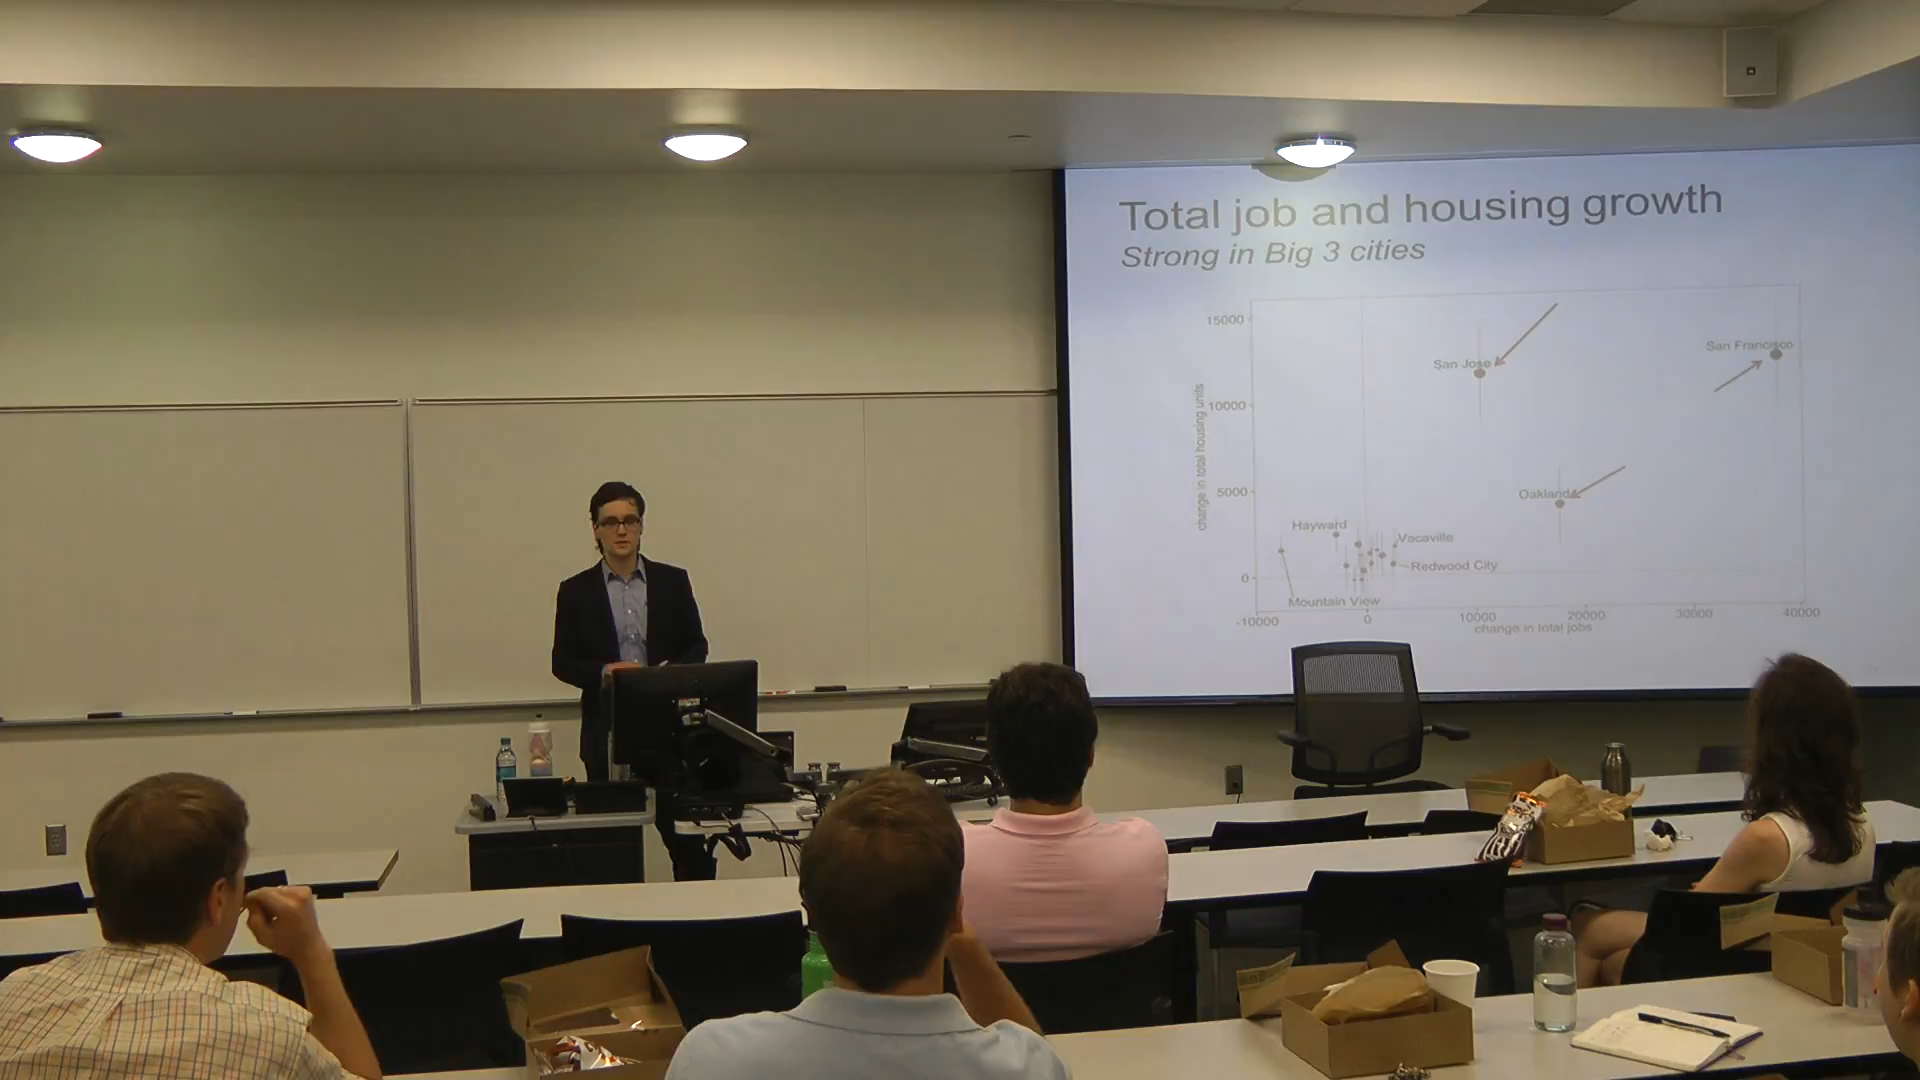 Total job and housing growth
Strong in Big 3 cities
15000
San Jose
San Francisco
change in total housing units
10000
5000
Oakland
Hayward
Vacaville
Redwood City
0
Mountain View
-10000
0
10000
20000
30000
40000
change in total jobs